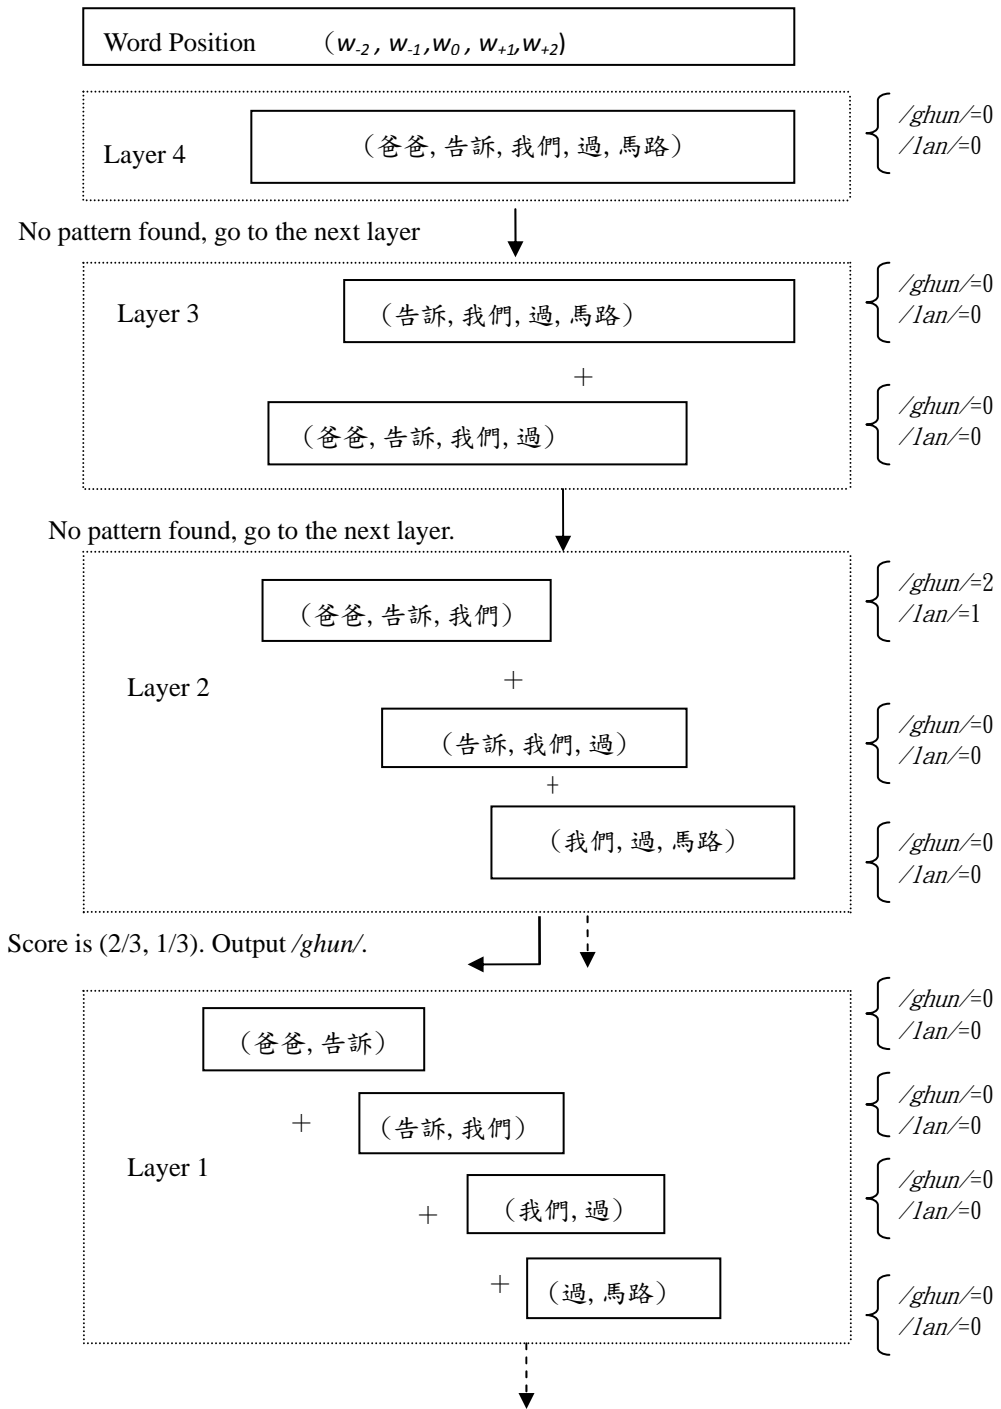 Word Position （w-2 , w-1,w0 , w+1,w+2)
Layer 4
（爸爸, 告訴, 我們, 過, 馬路）
/ghun/=0
/lan/=0
No pattern found, go to the next layer
Layer 3
（告訴, 我們, 過, 馬路）
/ghun/=0
/lan/=0
+
（爸爸, 告訴, 我們, 過）
/ghun/=0
/lan/=0
No pattern found, go to the next layer.
（爸爸, 告訴, 我們）
/ghun/=2
/lan/=1
Layer 2
+
（告訴, 我們, 過）
/ghun/=0
/lan/=0
+
（我們, 過, 馬路）
/ghun/=0
/lan/=0
Score is (2/3, 1/3). Output /ghun/.
（爸爸, 告訴）
/ghun/=0
/lan/=0
+
（告訴, 我們）
/ghun/=0
/lan/=0
Layer 1
+
（我們, 過）
/ghun/=0
/lan/=0
+
（過, 馬路）
/ghun/=0
/lan/=0